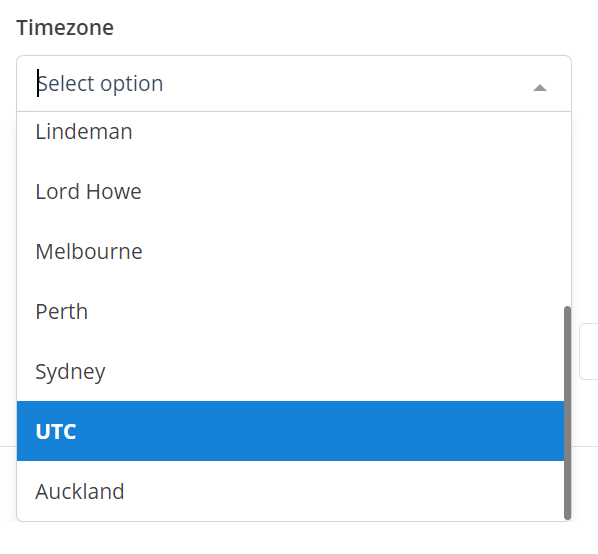 Timezone
Select option
Lindeman
Lord Howe
Melbourne
Perth
Sydney
UTC
Auckland